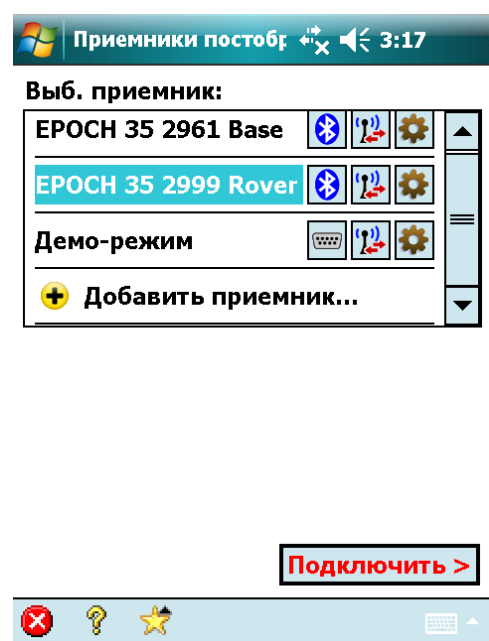 Приемники постобр 3:17
Выб. приемник:
EPOCH 35 2961 Base
EPOCH 35 2999 Rover
Демо-режим
Добавить приемник...
Подключить >